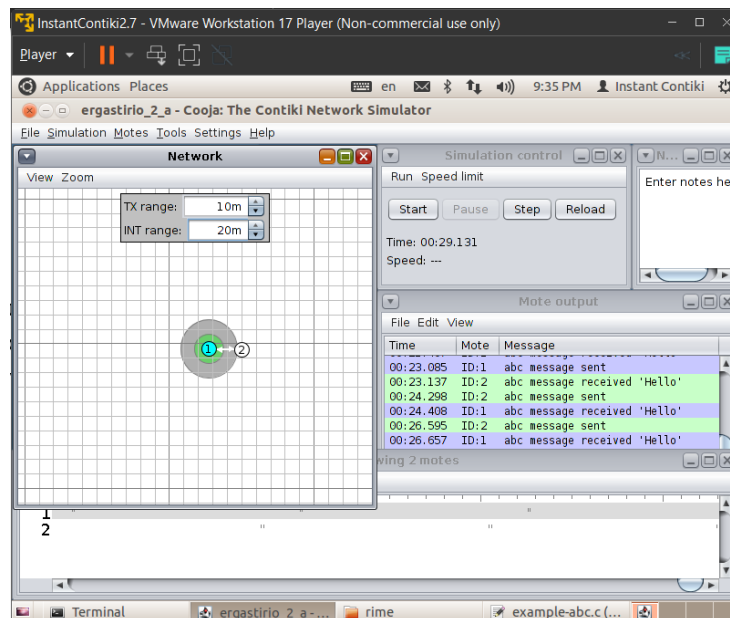 InstantContiki2.7 - VMware Workstation 17 Player (Non-commercial use only)
Player
Applications Places en 9:35 PM Instant Contiki
ergastirio_2_a - Cooja: The Contiki Network Simulator
File Simulation Motes Tools Settings Help
Network
View Zoom
TX range: 10m
INT range: 20m
1 2
Simulation control
Run Speed limit
Start Pause Step Reload
Time: 00:29.131
Speed: ---
N...
Enter notes he
Mote output
File Edit View
Time Mote Message
00:23.085 ID:1 abc message sent
00:23.137 ID:2 abc message received 'Hello'
00:24.298 ID:2 abc message sent
00:24.408 ID:1 abc message received 'Hello'
00:26.595 ID:2 abc message sent
00:26.657 ID:1 abc message received 'Hello'
wing 2 motes
1
2
Terminal ergastirio_2_a-... rime example-abc.c (...